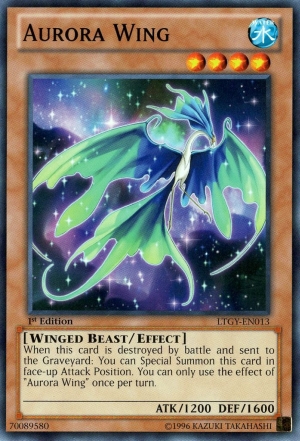 AURORA WING
WATER
水
1st Edition
LTGY-EN013
[WINGED BEAST/EFFECT]
When this card is destroyed by battle and sent
to the Graveyard: You can Special Summon this card in
face-up Attack Position. You can only use the effect of
"Aurora Wing" once per turn.
ATK/1200 DEF/1600
70089580
©1996 KAZUKI TAKAHASHI